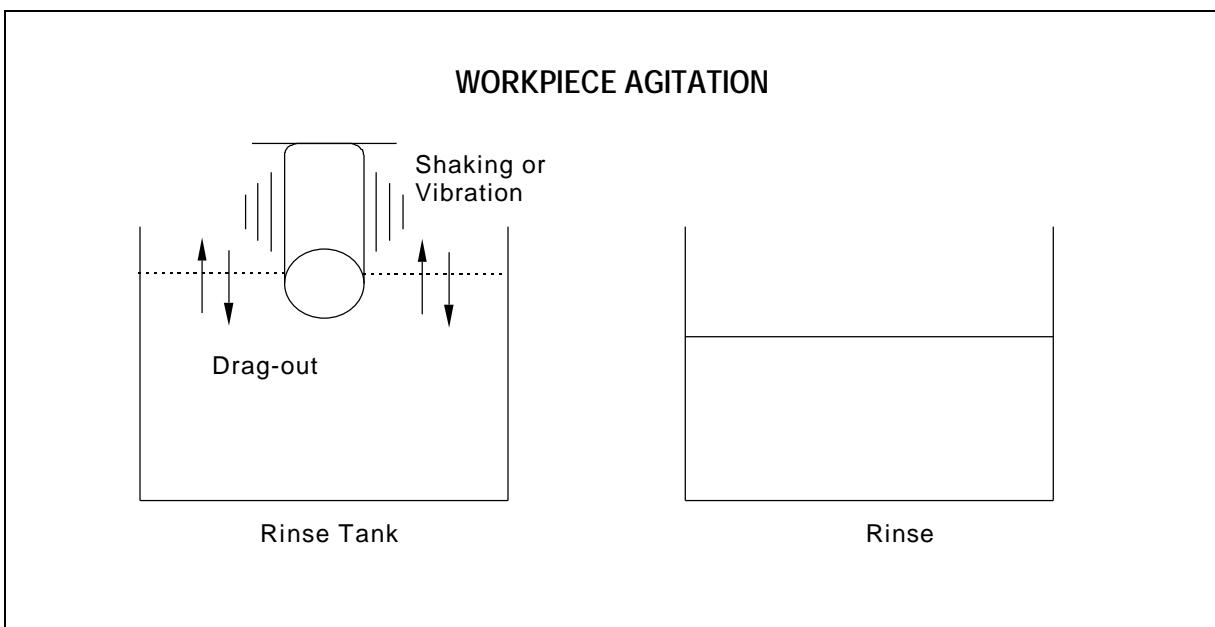 WORKPIECE AGITATION
Shaking or
Vibration
Drag-out
Rinse Tank
Rinse